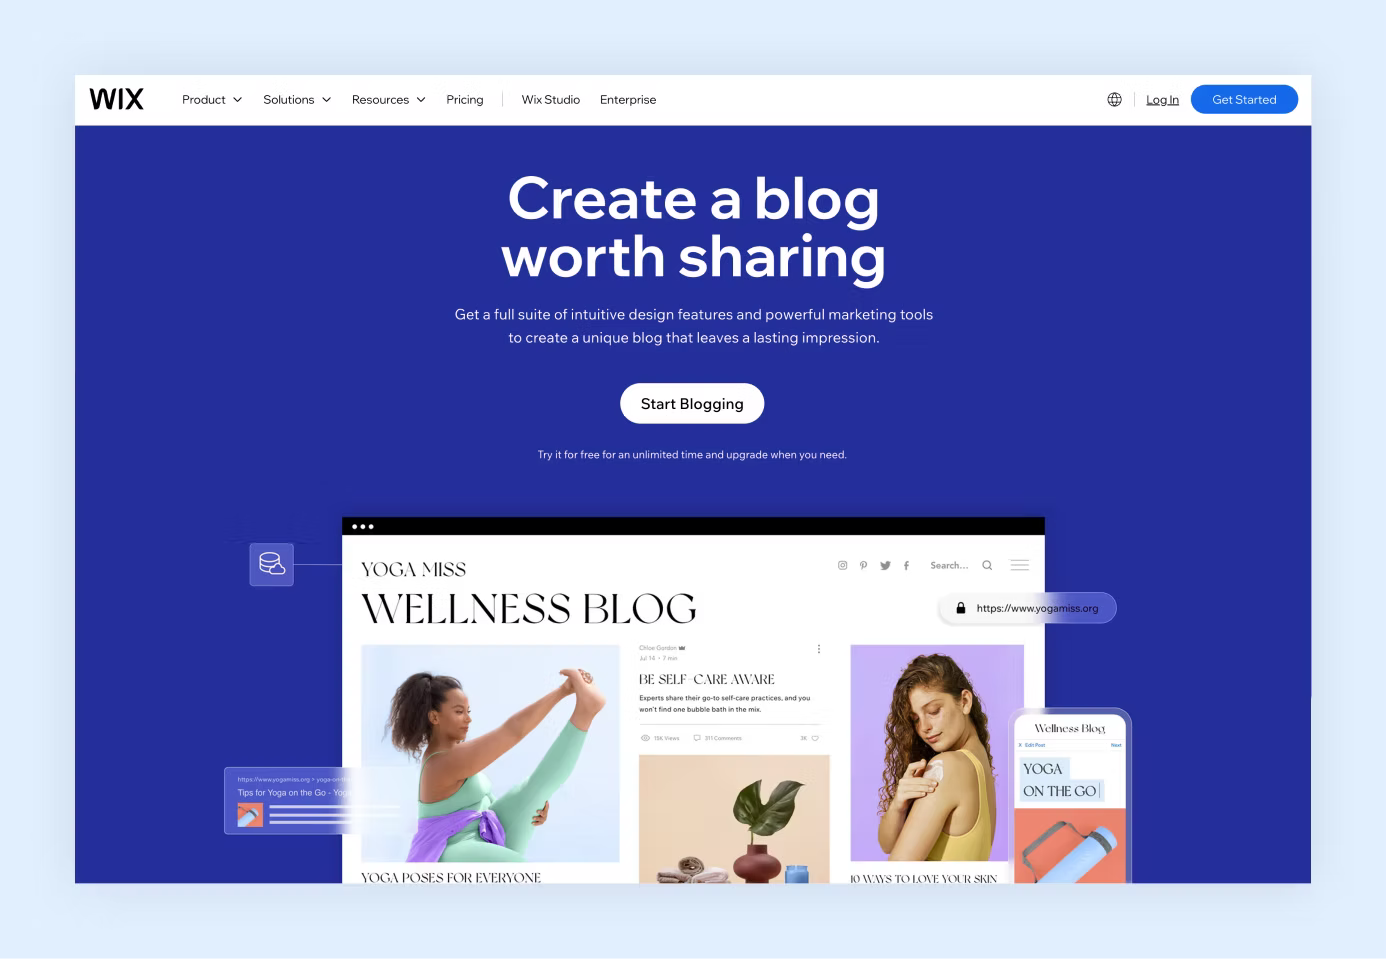 WIX
Product
Solutions
Resources
Pricing
Wix Studio
Enterprise
Log In
Get Started
Create a blog
worth sharing
Get a full suite of intuitive design features and powerful marketing tools
to create a unique blog that leaves a lasting impression.
Start Blogging
Try it for free for an unlimited time and upgrade when you need.
YOGA MISS
Search...
WELLNESS BLOG
https://www.yogamiss.org
Chloe Gordon
Jul 14 • 7 min
BE SELF-CARE AWARE
Experts share their go-to self-care practices, and you
won't find one bubble bath in the mix.
15K Views
311 Comments
3K
Wellness Blog
X Edit Post
Next
YOGA
ON THE GO
https://www.yogamiss.org > yoga-on-th
Tips for Yoga on the Go - Yoga
YOGA POSES FOR EVERYONE
10 WAYS TO LOVE YOUR SKIN